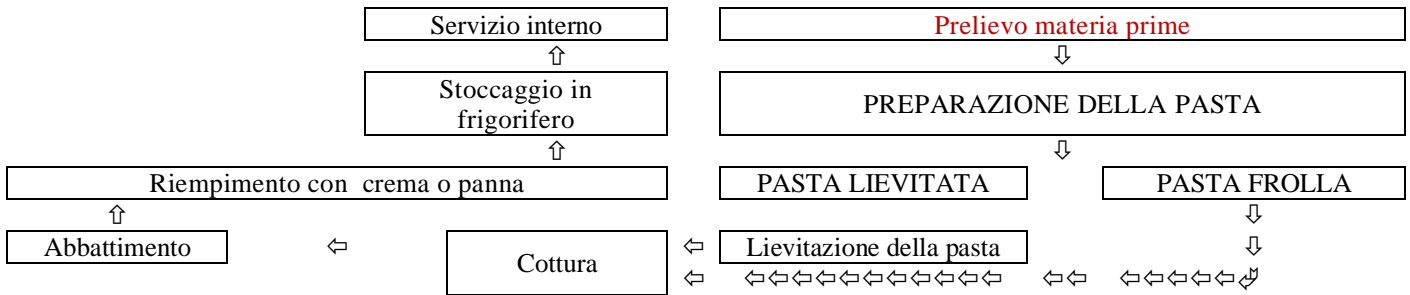 Servizio interno
Prelievo materia prime
Stoccaggio in
frigorifero
PREPARAZIONE DELLA PASTA
Riempimento con crema o panna
PASTA LIEVITATA
PASTA FROLLA
Abbattimento
Cottura
Lievitazione della pasta